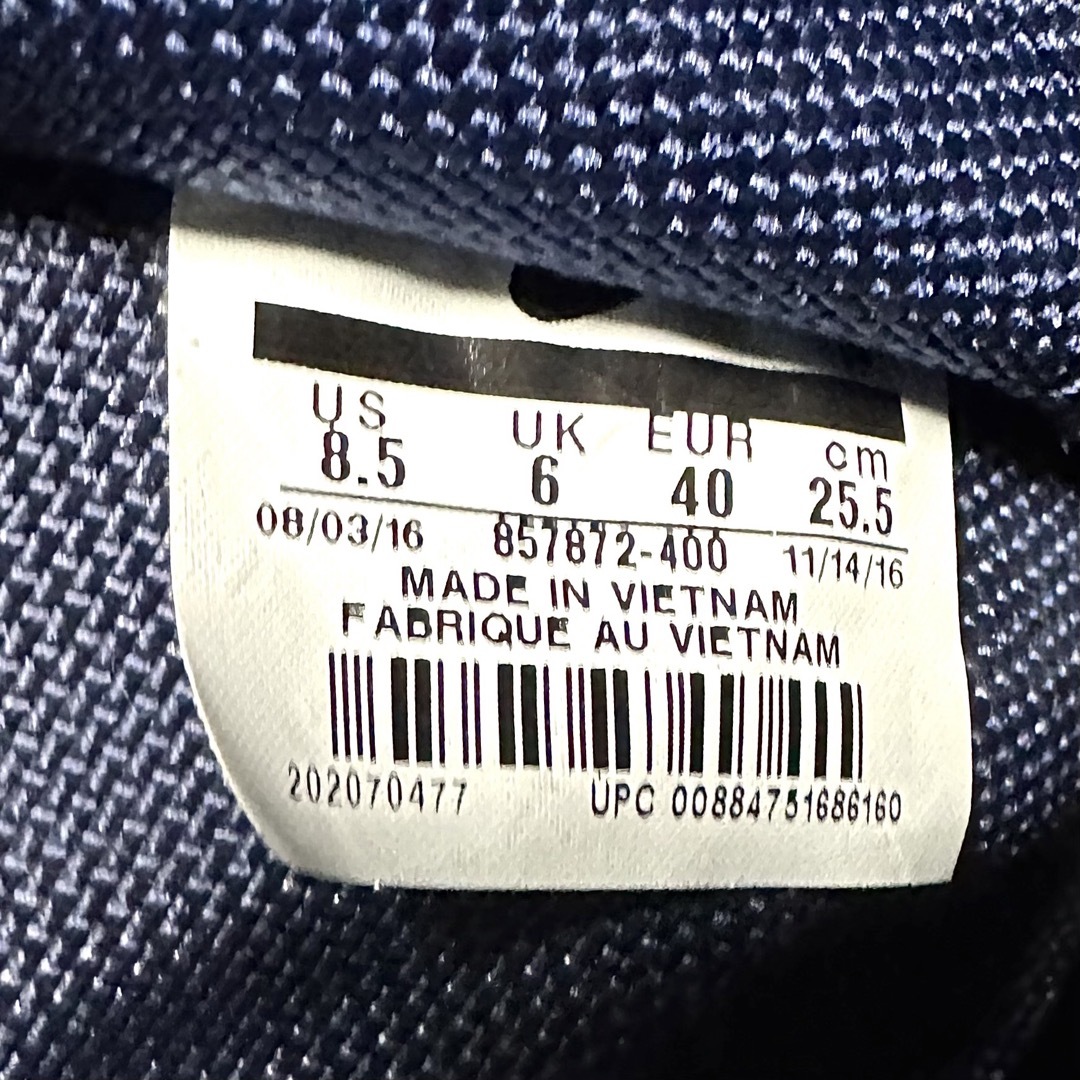 US UK EUR cm
8.5 6 40 25.5
08/03/16 857872-400 11/14/16
MADE IN VIETNAM
FABRIQUE AU VIETNAM
202070477 UPC 00884751686160